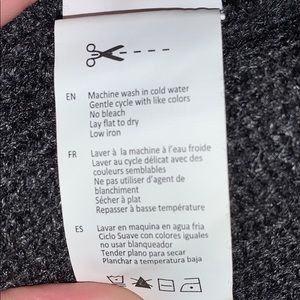 EN Machine wash in cold water
Gentle cycle with like colors
No bleach
Lay flat to dry
Low iron
FR Laver à la machine à l'eau froide
Laver au cycle délicat avec des
couleurs semblables
Ne pas utiliser d'agent de
blanchiment
Sécher à plat
Repasser à basse température
ES Lavar en maquina en agua fria
Ciclo Suave con colores iguales
no usar blanqueador
Tender plano para secar
Planchar a temperatura baja